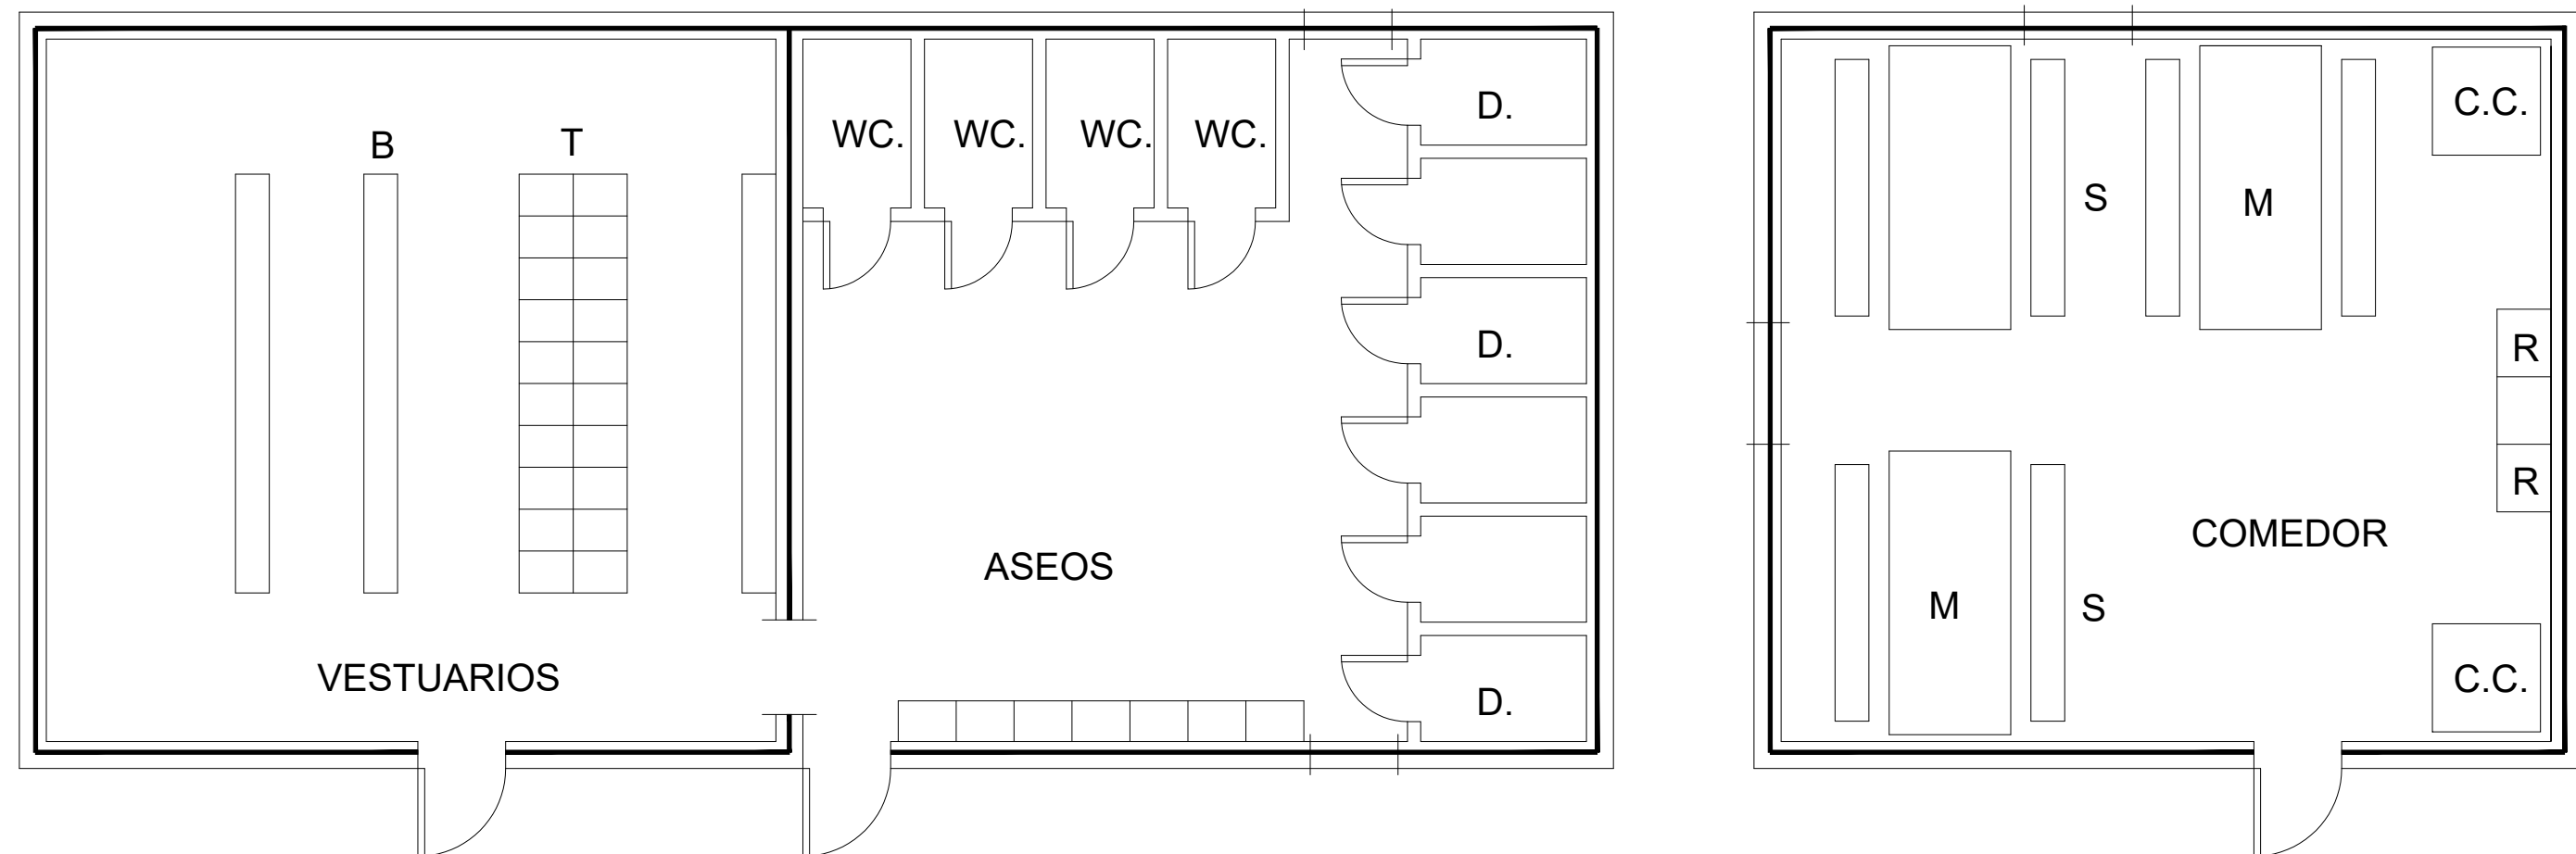 B
T
VESTUARIOS
WC.
WC.
WC.
WC.
ASEOS
D.
D.
D.
S
M
C.C.
R
R
COMEDOR
M
S
C.C.